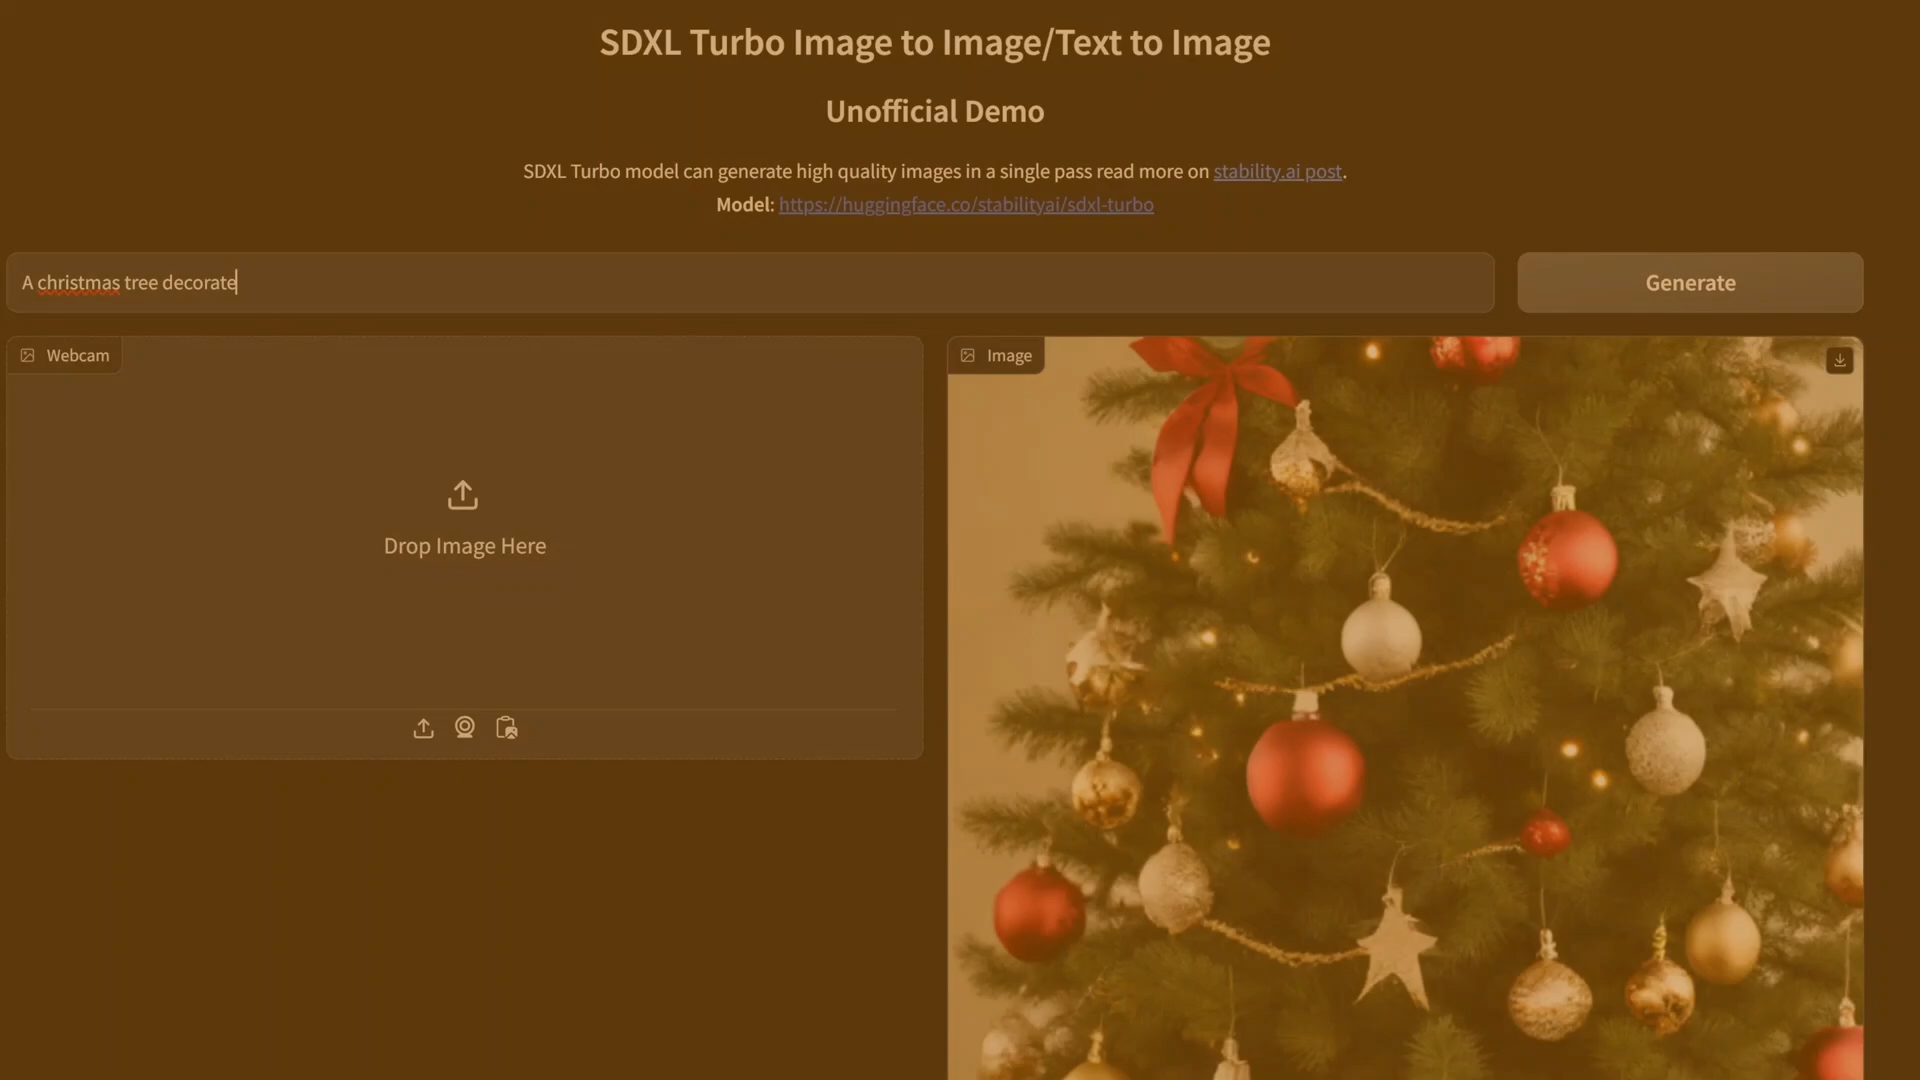 SDXL Turbo Image to Image/Text to Image
Unofficial Demo
SDXL Turbo model can generate high quality images in a single pass read more on stability.ai post.
Model: https://huggingface.co/stabilityai/sdxl-turbo
A christmas tree decorate
Generate
Webcam
Image
Drop Image Here